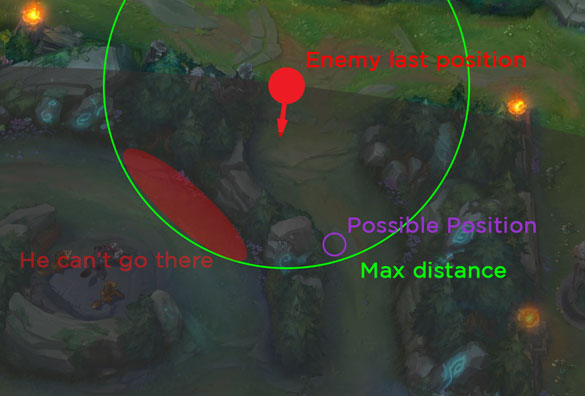 Enemy last position
Possible Position
He can't go there
Max distance